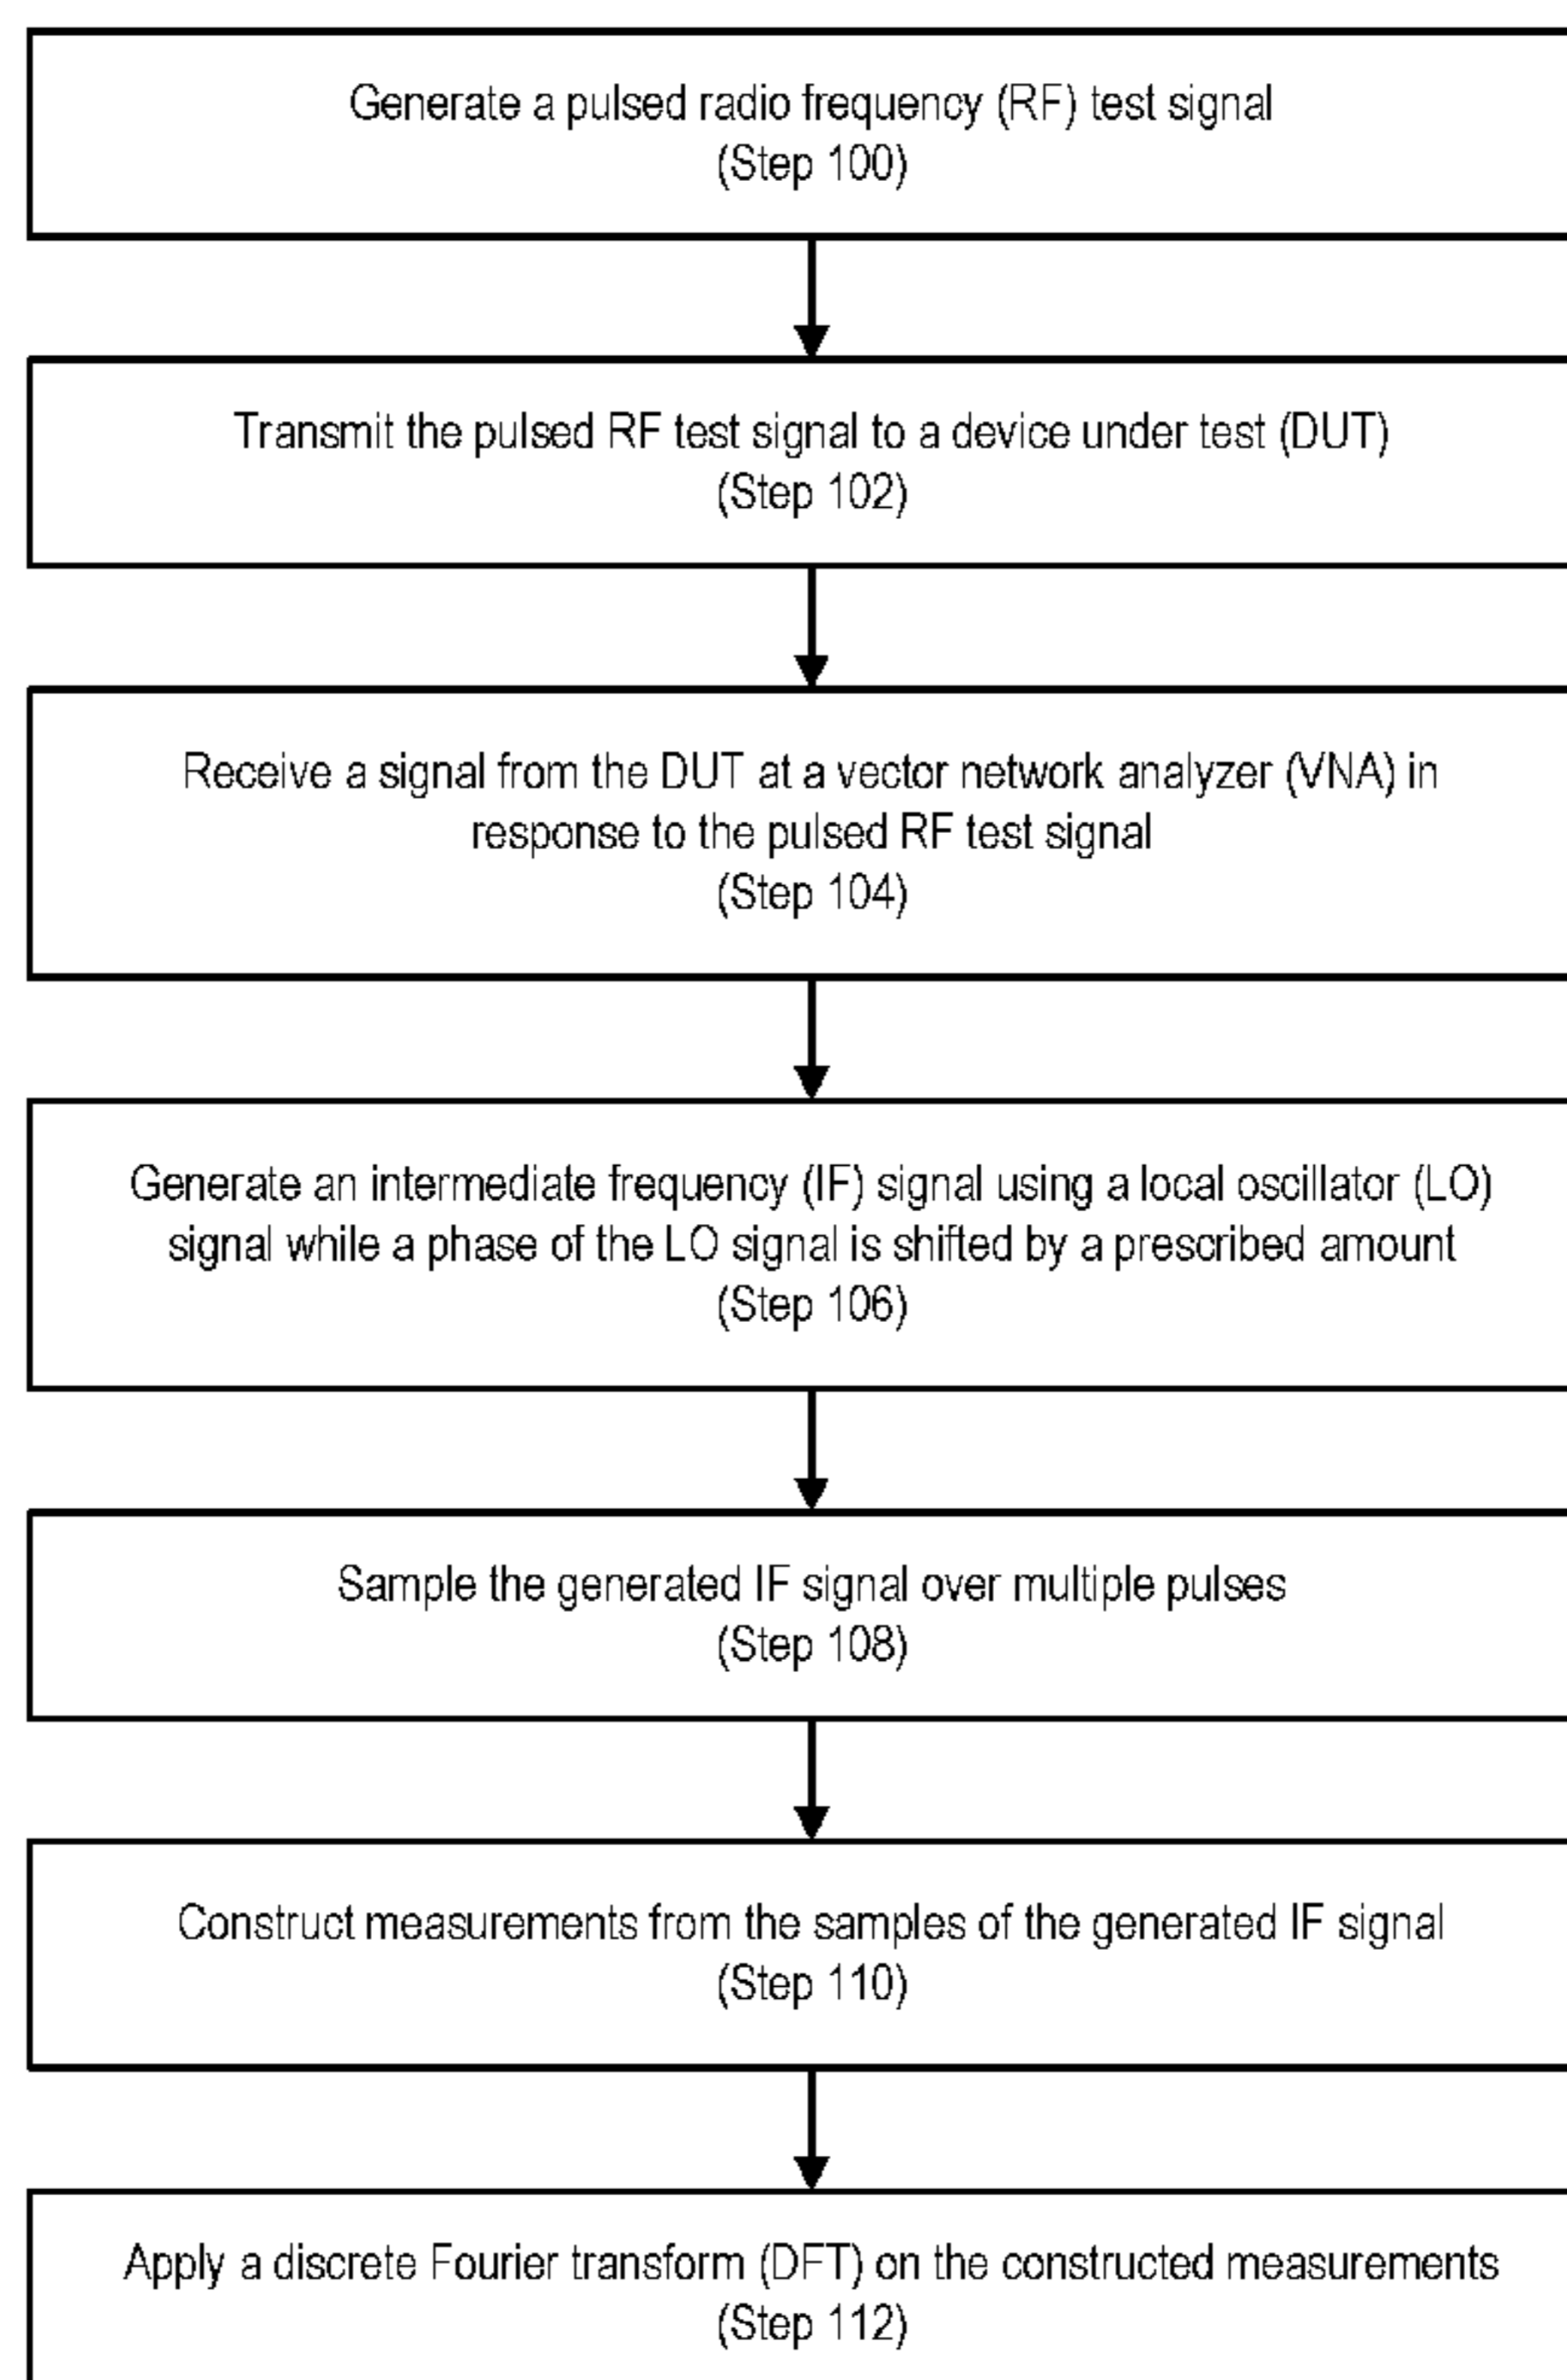 Generate a pulsed radio frequency (RF) test signal
(Step 100)
Transmit the pulsed RF test signal to a device under test (DUT)
(Step 102)
Receive a signal from the DUT at a vector network analyzer (VNA) in
response to the pulsed RF test signal
(Step 104)
Generate an intermediate frequency (IF) signal using a local oscillator (LO)
signal while a phase of the LO signal is shifted by a prescribed amount
(Step 106)
Sample the generated IF signal over multiple pulses
(Step 108)
Construct measurements from the samples of the generated IF signal
(Step 110)
Apply a discrete Fourier transform (DFT) on the constructed measurements
(Step 112)